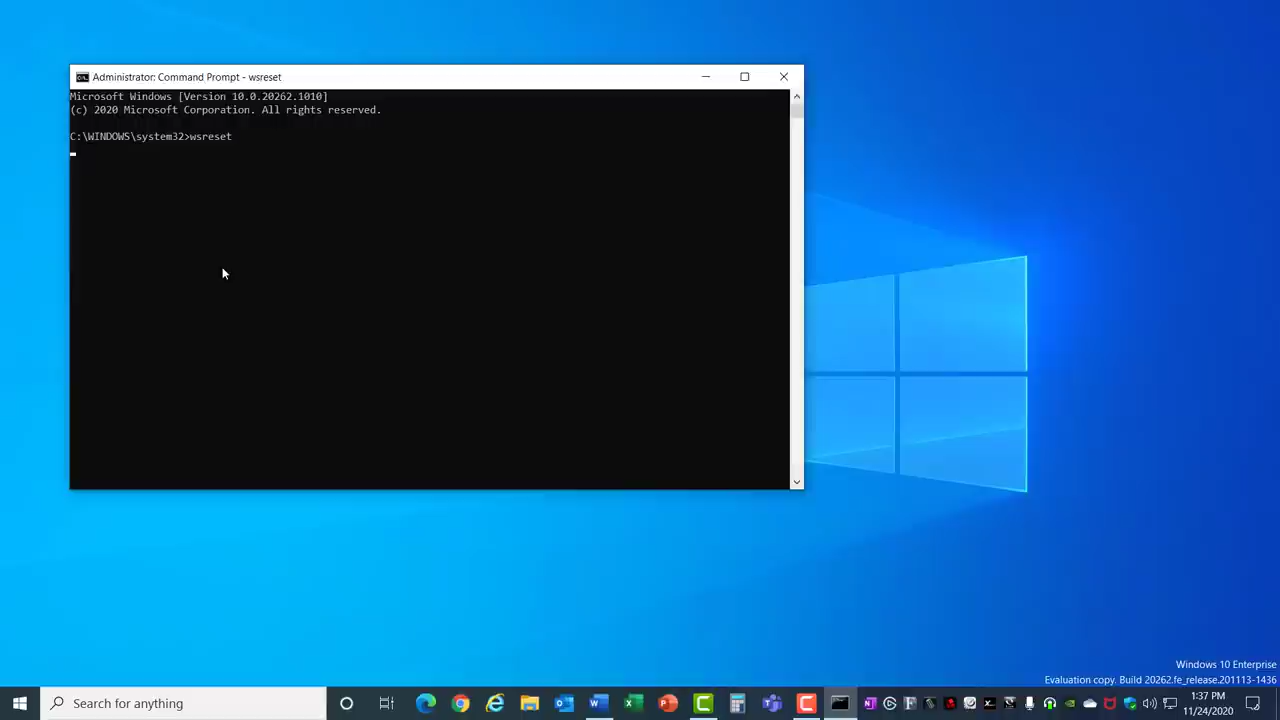 Administrator: Command Prompt - wsreset
Microsoft Windows [Version 10.0.20262.1010]
(c) 2020 Microsoft Corporation. All rights reserved.
C:\WINDOWS\system32>wsreset
Windows 10 Enterprise
Evaluation copy. Build 20262.fe_release.201113-1436
Search for anything
1:37 PM
11/24/2020